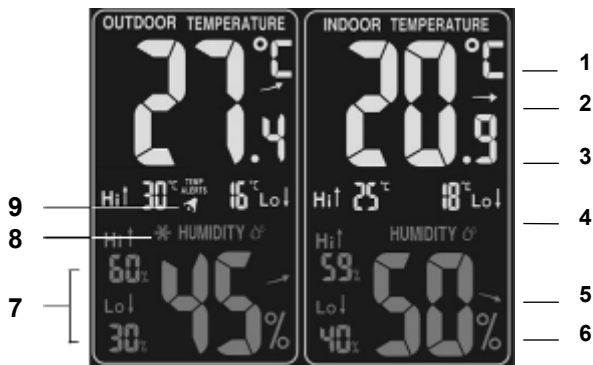 OUTDOOR TEMPERATURE
27.4 °C
Hi↑ 30°C TEMP ALERTS 16°C Lo↓
Hi↑ HUMIDITY
60%
Lo↓
30%
45%
INDOOR TEMPERATURE
20.9 °C
Hi↑ 25°C 18°C Lo↓
Hi↑ HUMIDITY
59%
Lo↓
40%
50%
1
2
3
4
5
6
7
8
9